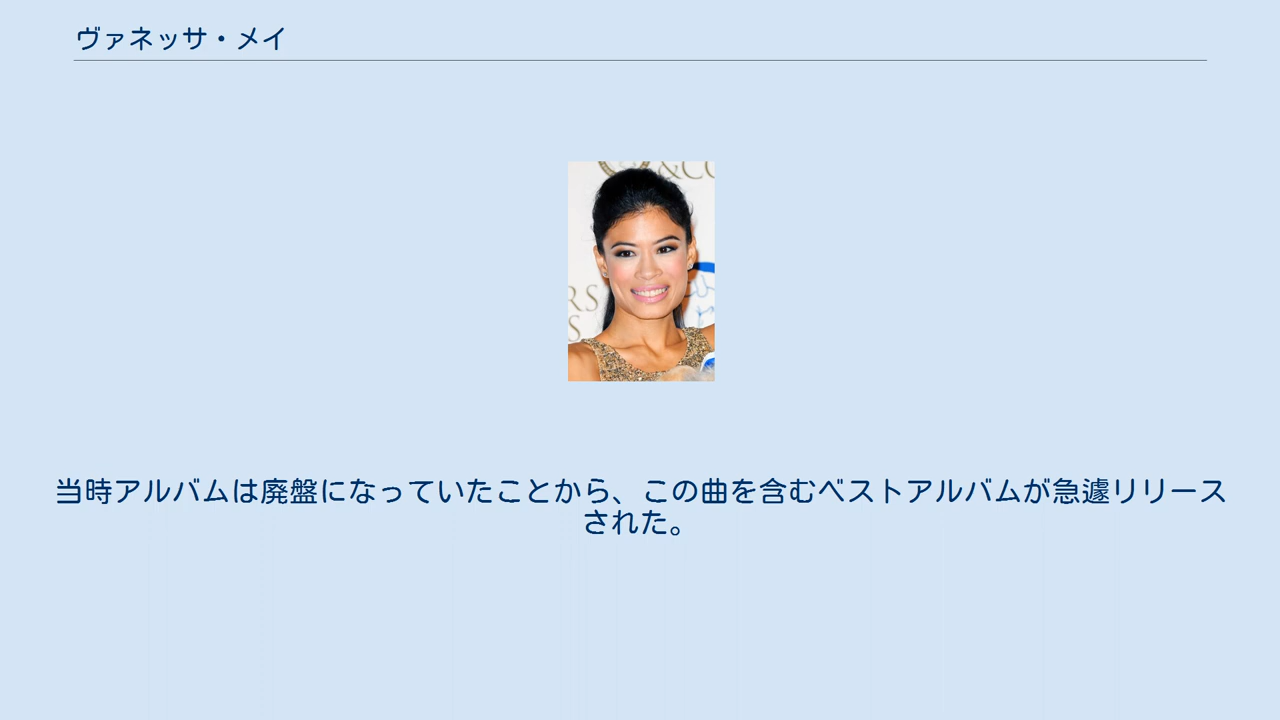 ヴァネッサ・メイ
&CO
RS
S
当時アルバムは廃盤になっていたことから、この曲を含むベストアルバムが急遽リリース
された。